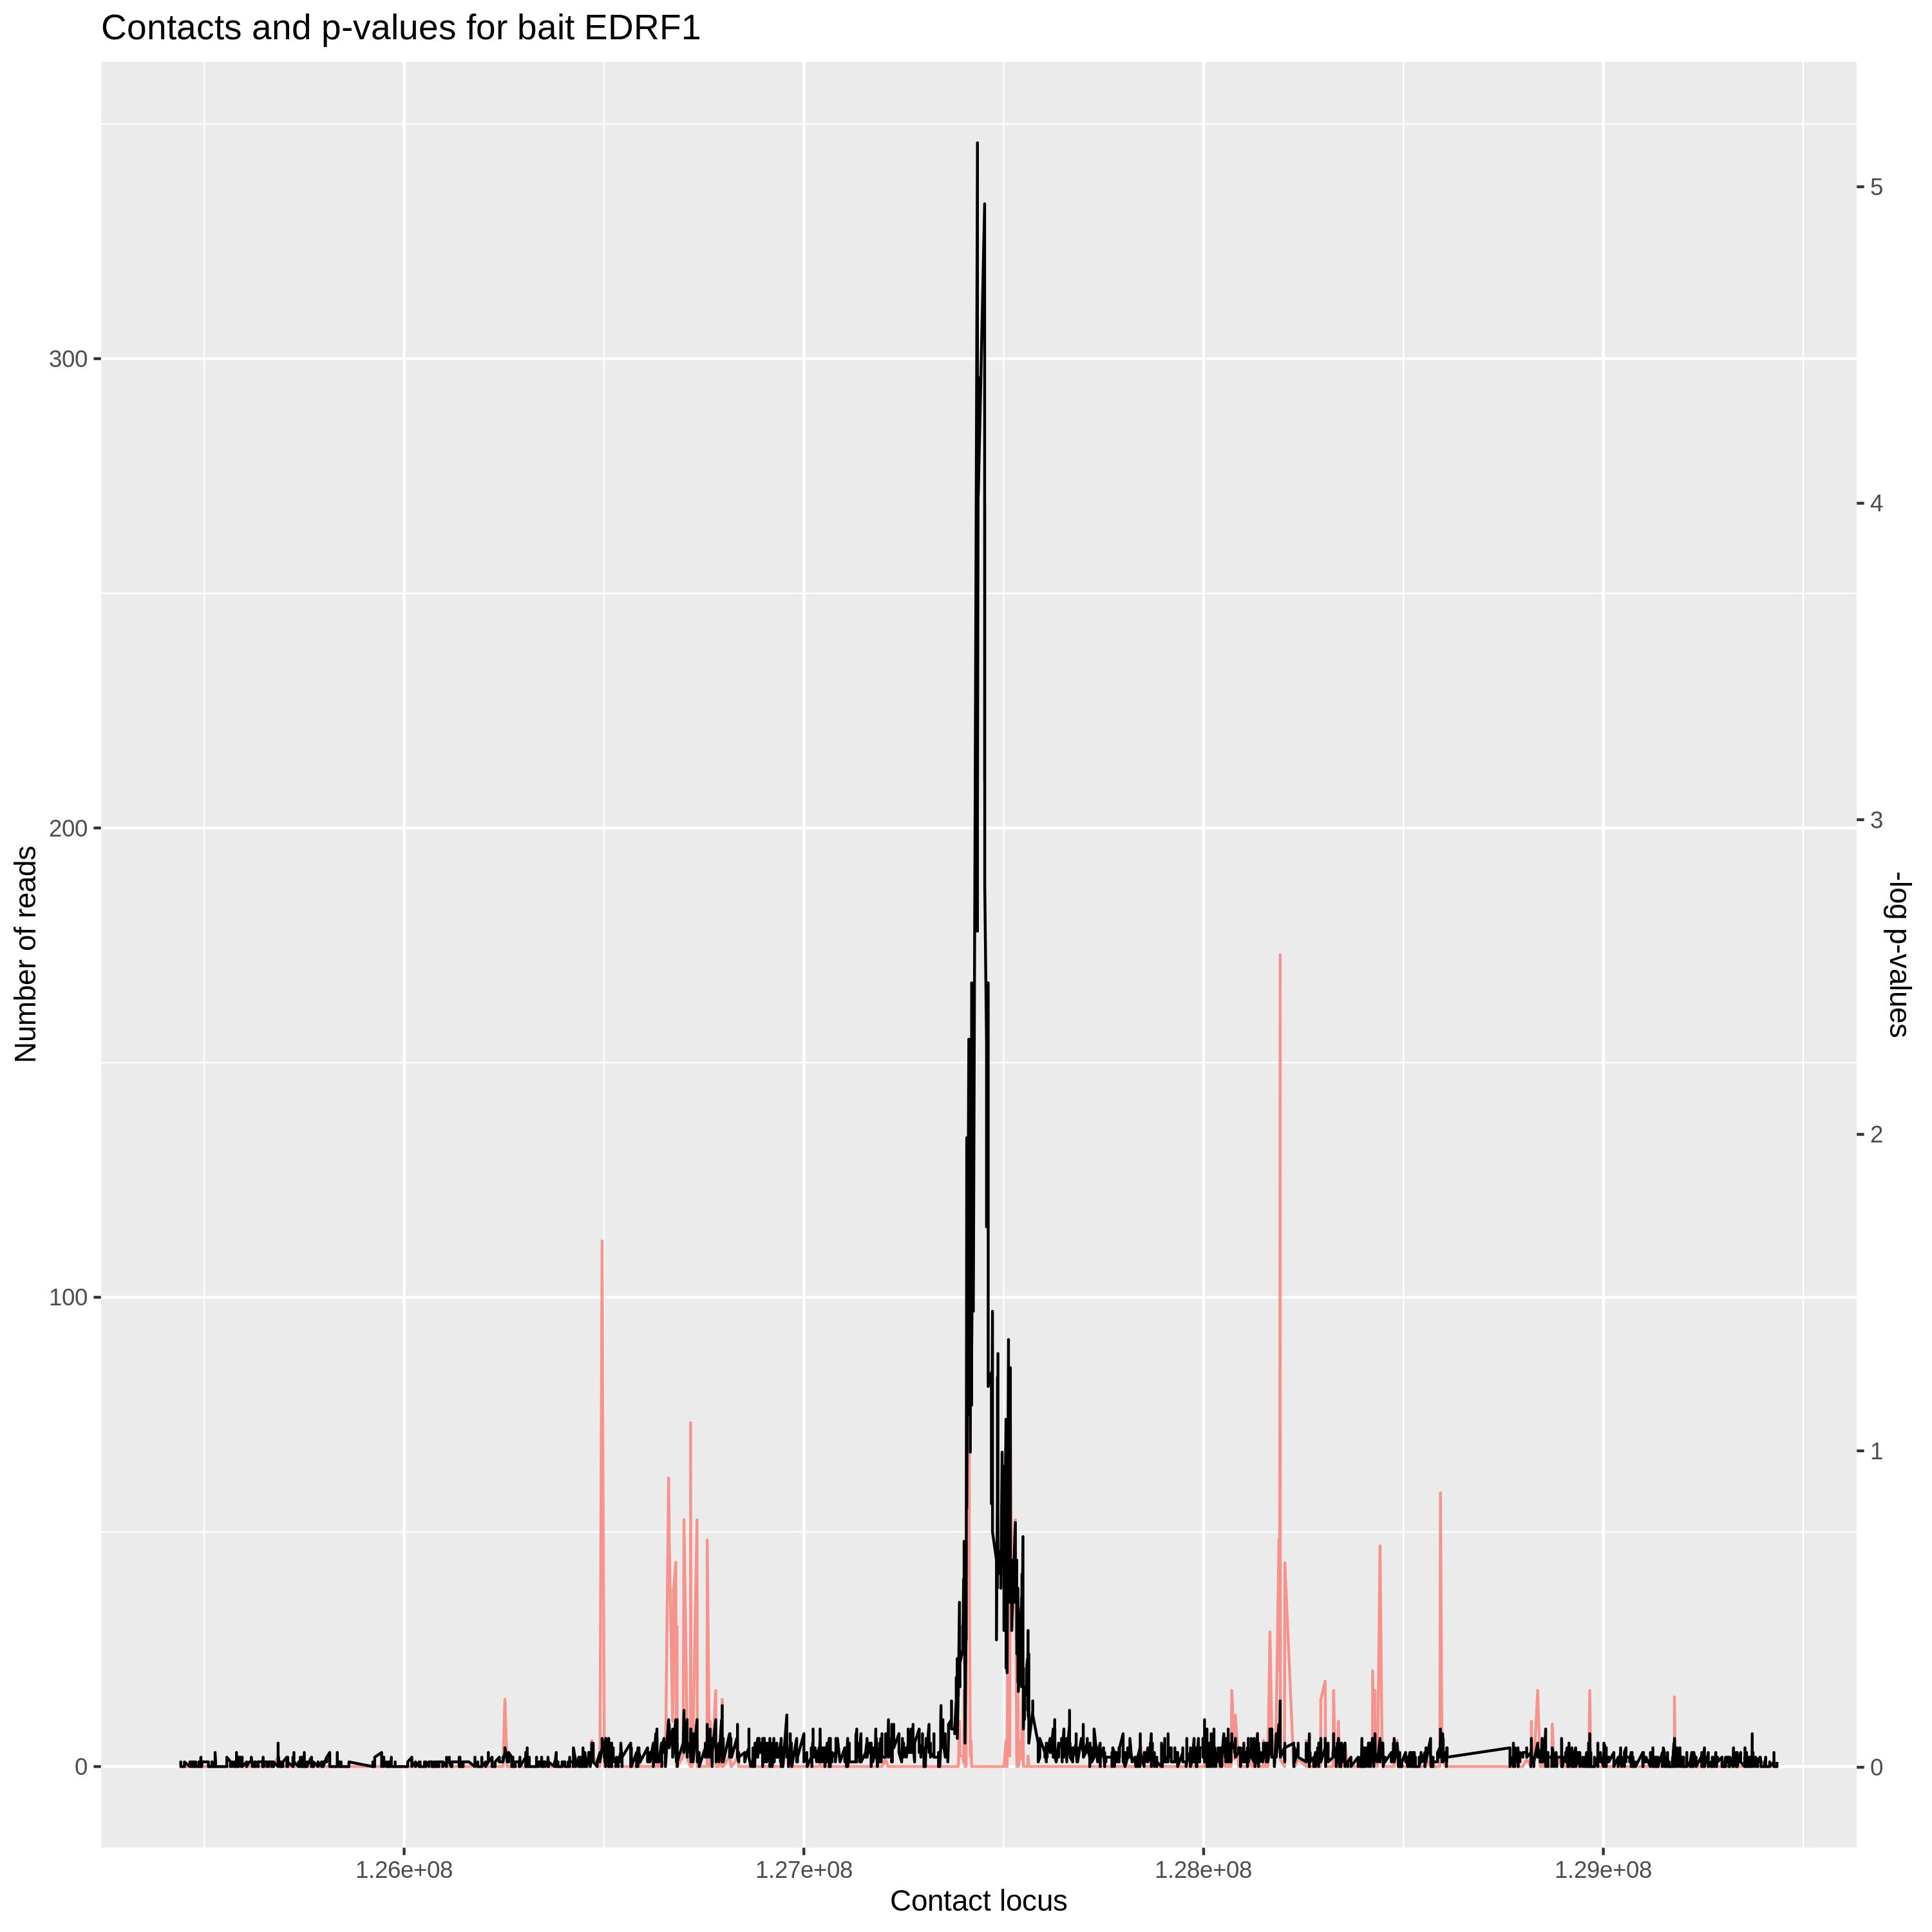 Contacts and p-values for bait EDRF1
Number of reads
300
200
100
0
5
4
3
2
1
0
-log p-values
1.26e+08 1.27e+08 1.28e+08 1.29e+08
Contact locus